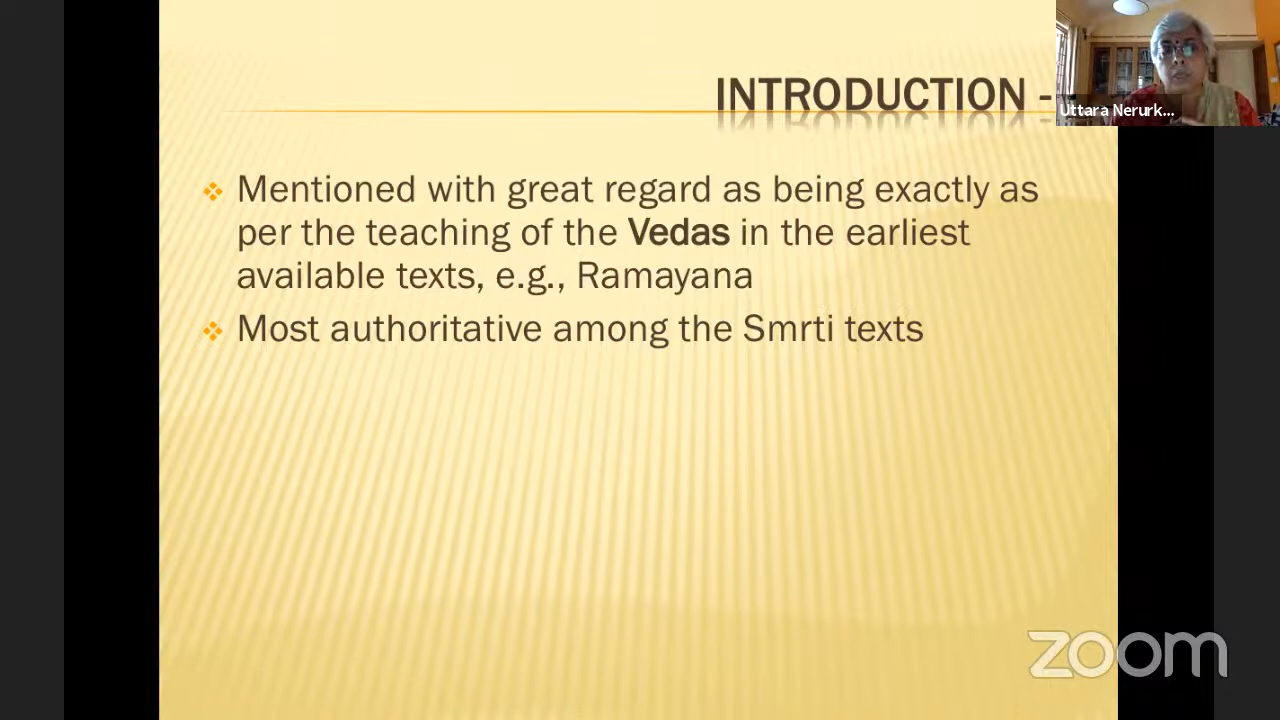 INTRODUCTION -
Uttara Nerurk...
Mentioned with great regard as being exactly as
per the teaching of the Vedas in the earliest
available texts, e.g., Ramayana
Most authoritative among the Smrti texts
zoom